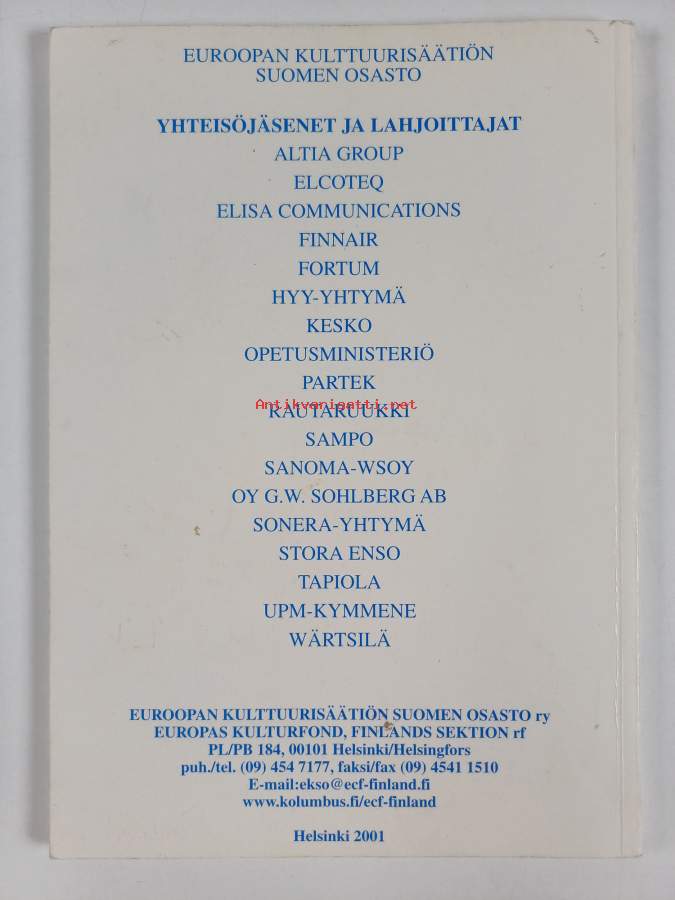 EUROOPAN KULTTUURISÄÄTIÖN
SUOMEN OSASTO
YHTEISÖJÄSENET JA LAHJOITTAJAT
ALTIA GROUP
ELCOTEQ
ELISA COMMUNICATIONS
FINNAIR
FORTUM
HYY-YHTYMÄ
KESKO
OPETUSMINISTERIÖ
PARTEK
Antikvariaatti.net
RAUTARUUKKI
SAMPO
SANOMA-WSOY
OY G.W. SOHLBERG AB
SONERA-YHTYMÄ
STORA ENSO
TAPIOLA
UPM-KYMMENE
WÄRTSILÄ
EUROOPAN KULTTUURISÄÄTIÖN SUOMEN OSASTO ry
EUROPAS KULTURFOND, FINLANDS SEKTION rf
PL/PB 184, 00101 Helsinki/Helsingfors
puh./tel. (09) 454 7177, faksi/fax (09) 4541 1510
E-mail:ekso@ecf-finland.fi
www.kolumbus.fi/ecf-finland
Helsinki 2001